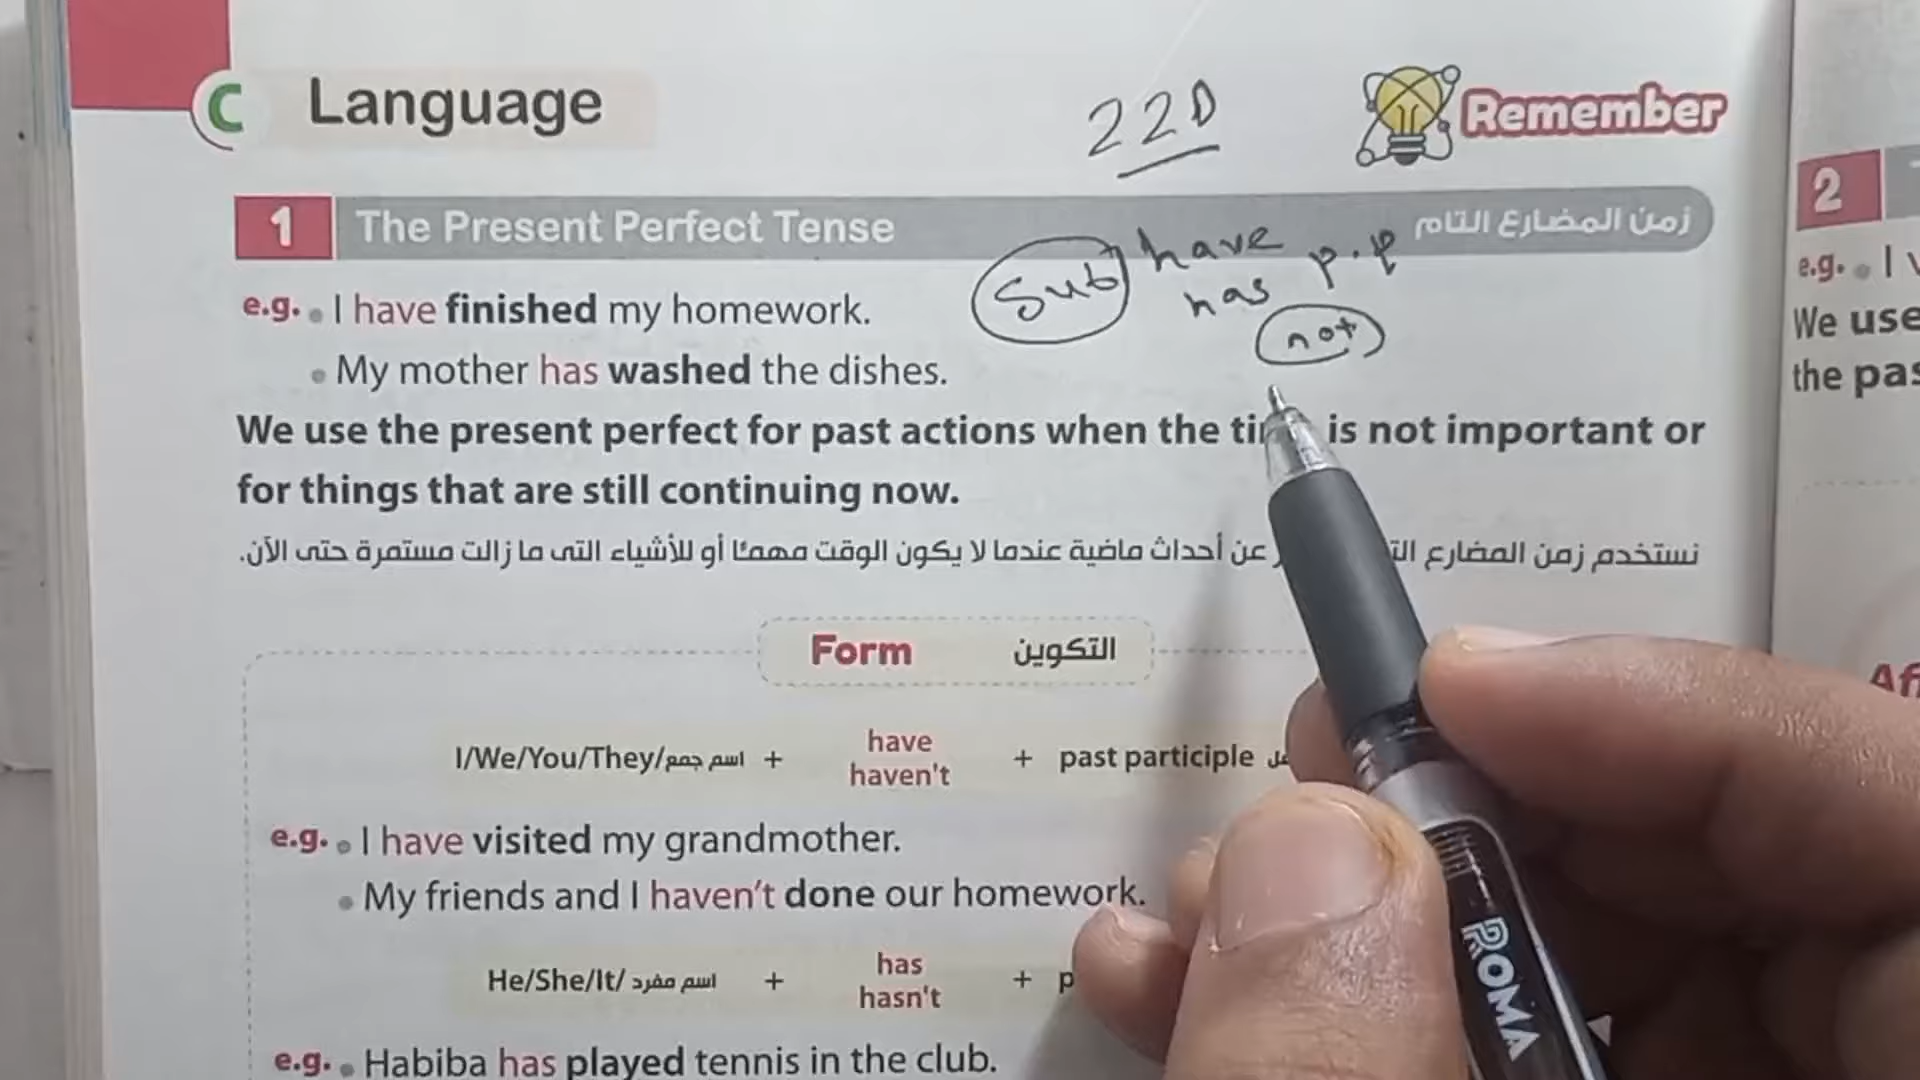 C Language
22D
Remember
1 The Present Perfect Tense زمن المضارع التام
Sub + have
has p.p
not
e.g. • I have finished my homework.
• My mother has washed the dishes.
We use the present perfect for past actions when the is not important or
for things that are still continuing now.
نستخدم زمن المضارع عن أحداث ماضية عندما لا يكون الوقت مهمًا أو للأشياء التى ما زالت مستمرة حتى الآن.
Form التكوين
I/We/You/They/اسم جمع + have + past participle
haven't
e.g. • I have visited my grandmother.
• My friends and I haven't done our homework.
He/She/It/ اسم مفرد + has +
hasn't
e.g. • Habiba has played tennis in the club.
2
e.g. • I
We use
the
ROMA